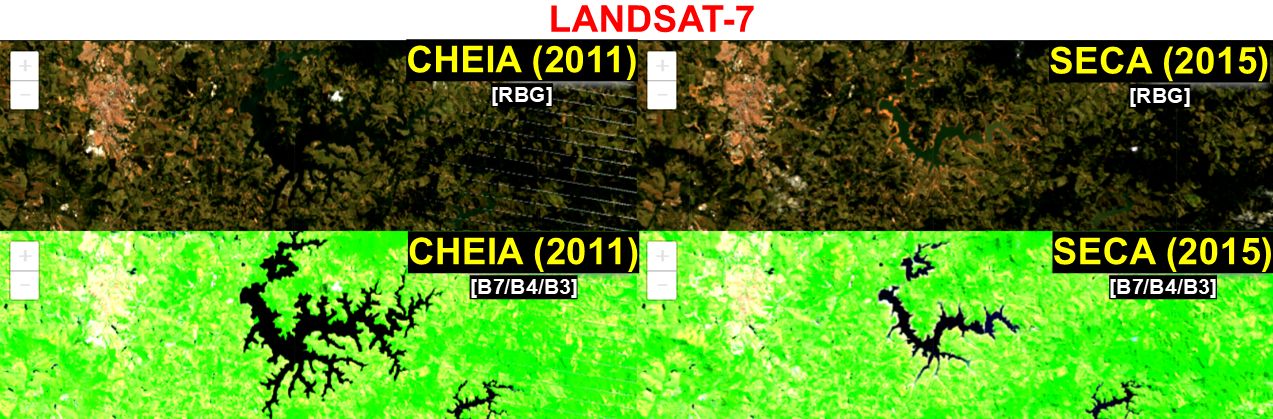 LANDSAT-7
CHEIA (2011)
[RBG]
SECA (2015)
[RBG]
CHEIA (2011)
[B7/B4/B3]
SECA (2015)
[B7/B4/B3]